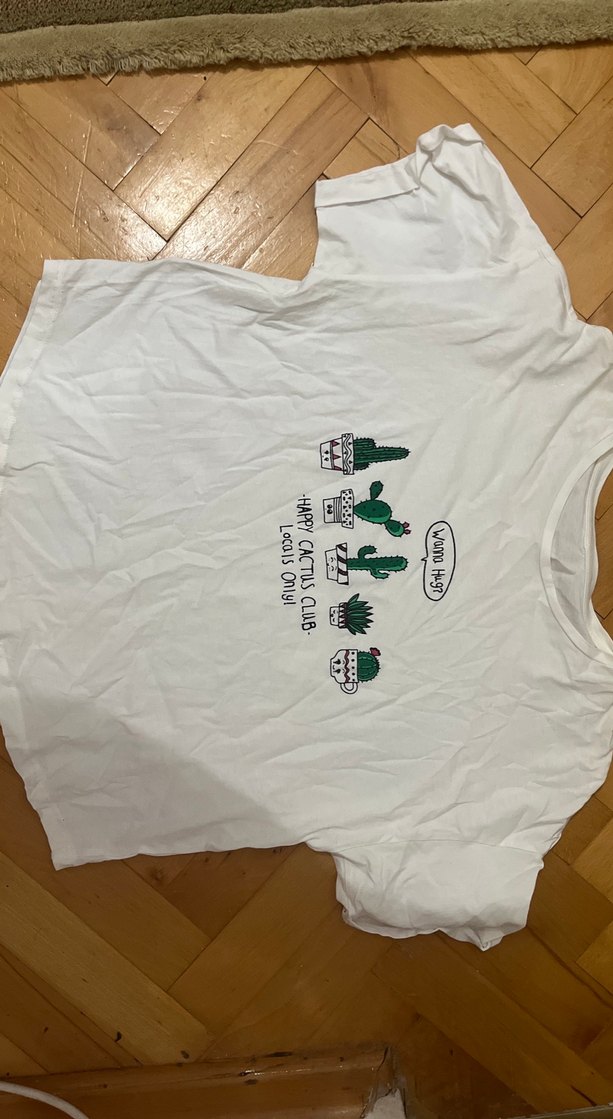 Wanna Hug?
-HAPPY CACTUS CLUB-
Locals Only!